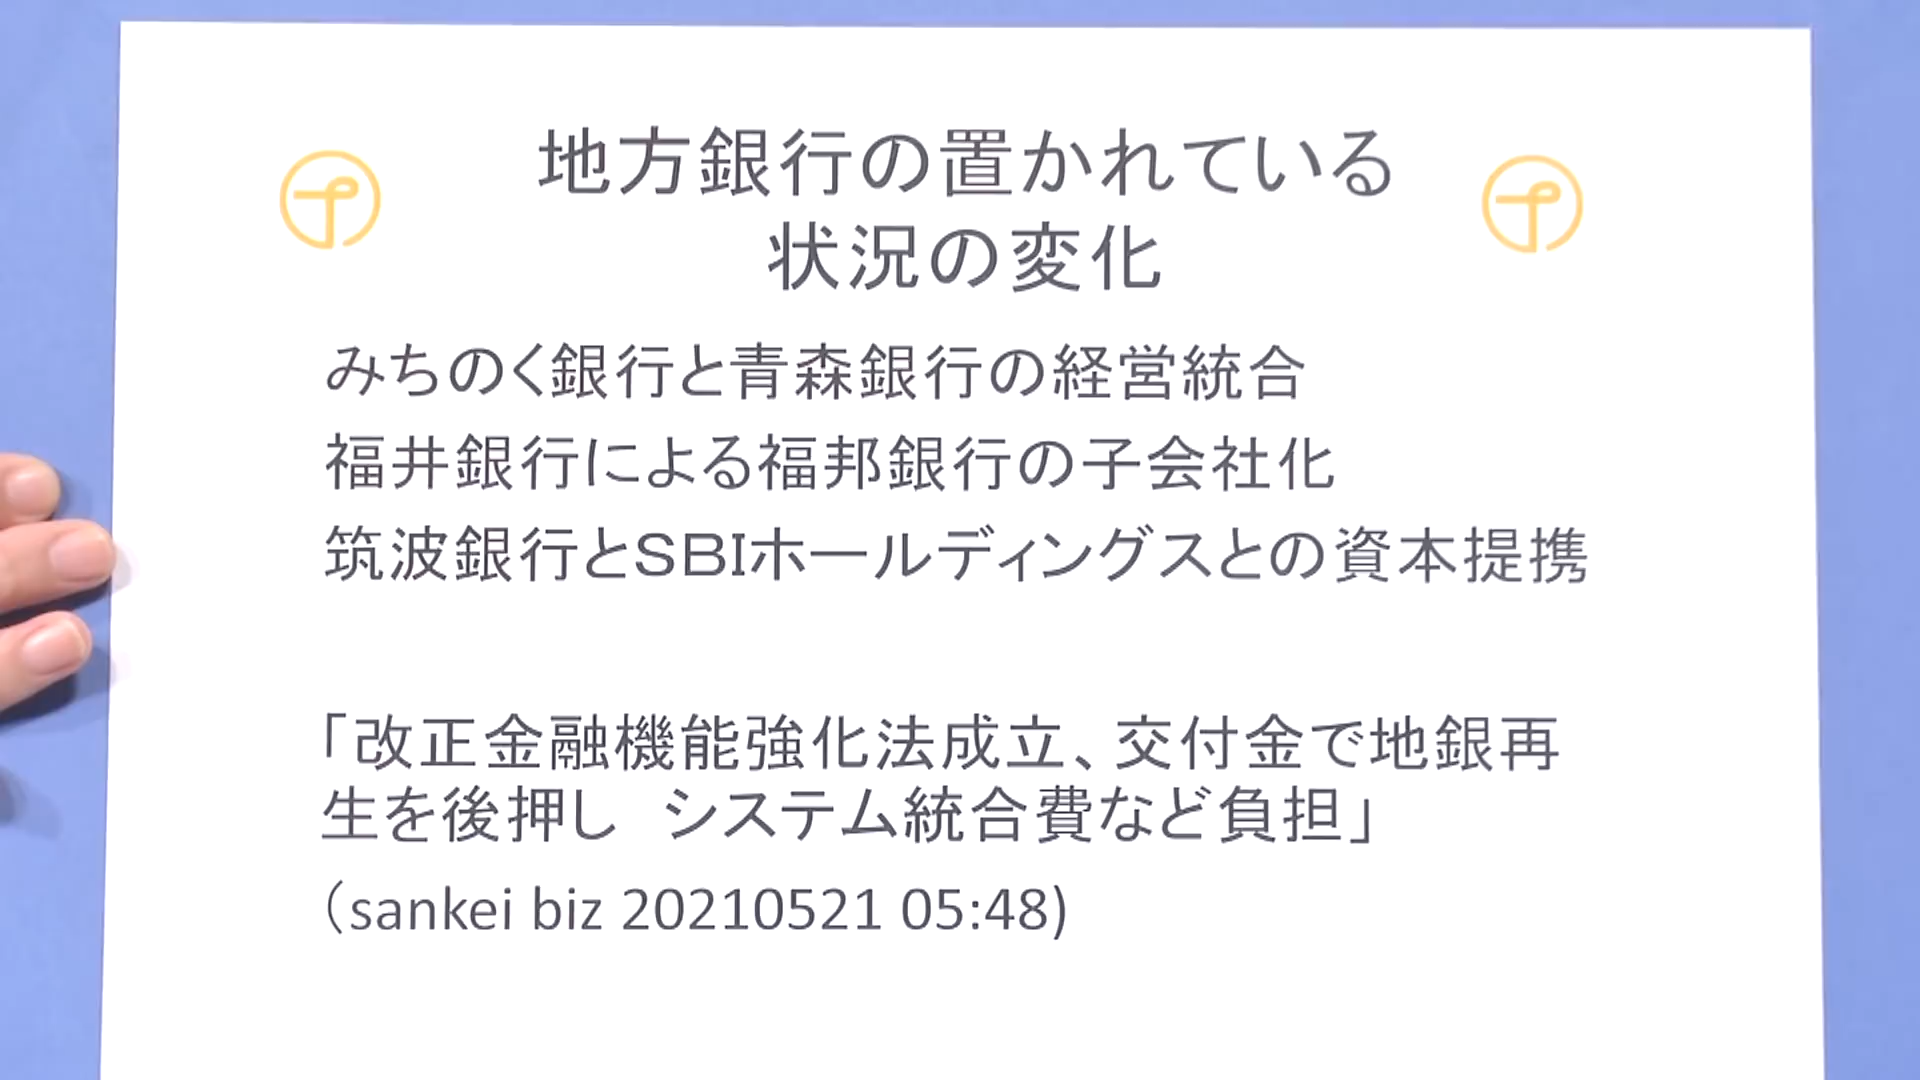 地方銀行の置かれている
状況の変化
みちのく銀行と青森銀行の経営統合
福井銀行による福邦銀行の子会社化
筑波銀行とSBIホールディングスとの資本提携
「改正金融機能強化法成立、交付金で地銀再
生を後押し　システム統合費など負担」
（sankei biz 20210521 05:48)